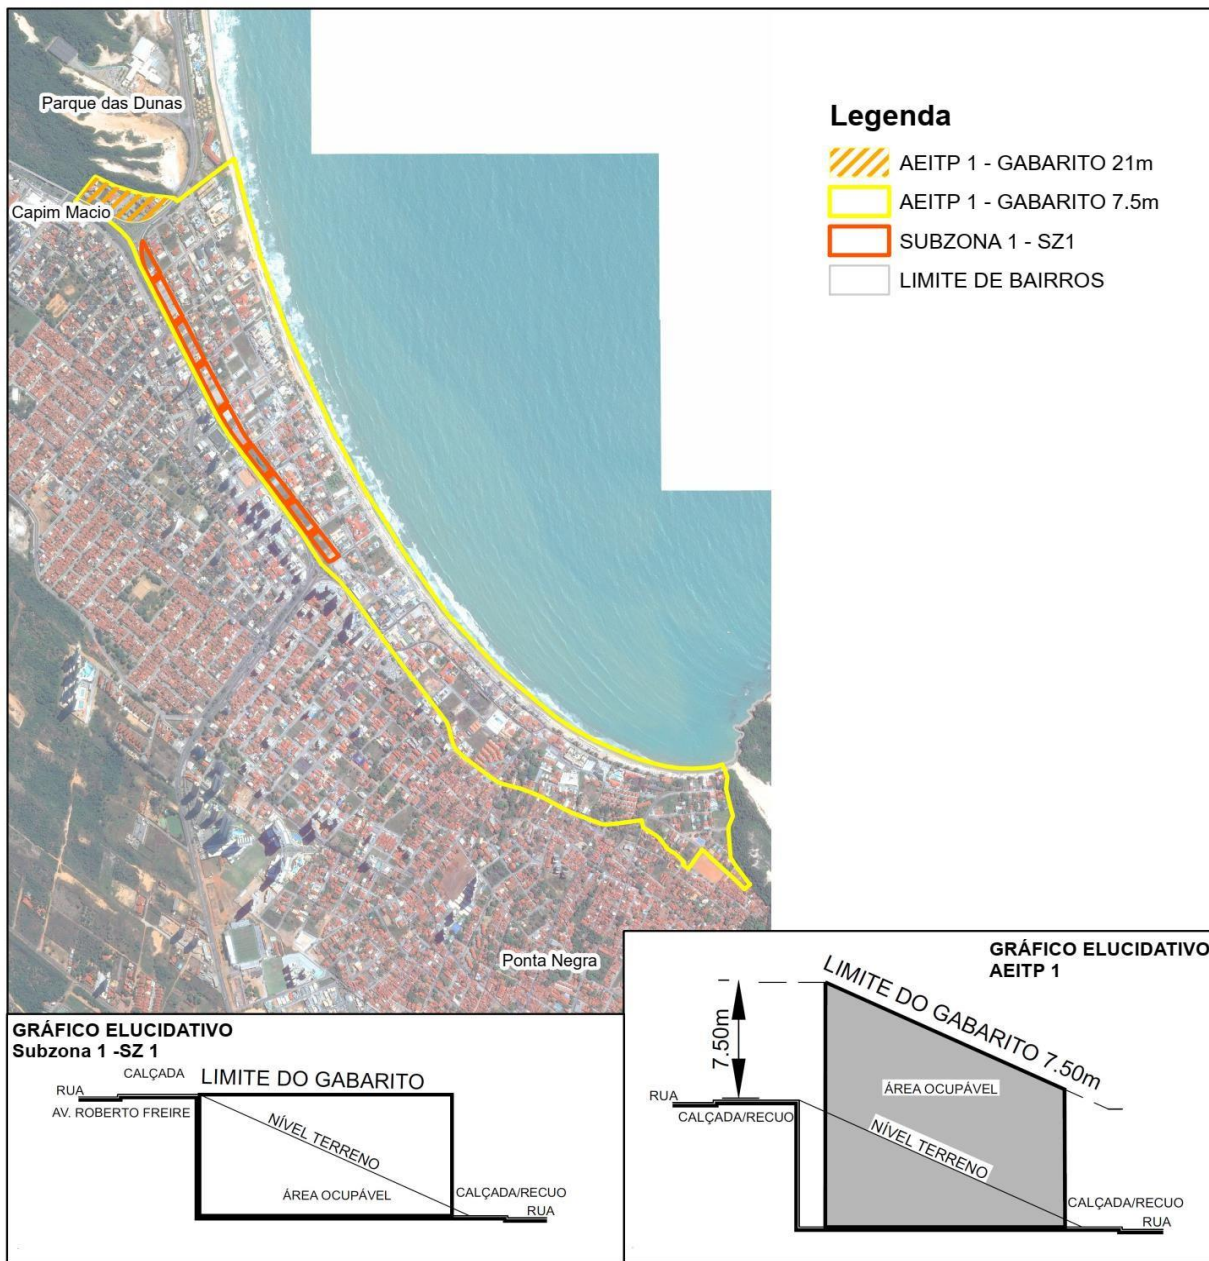 Parque das Dunas
Capim Macio
Ponta Negra
Legenda
AEITP 1 - GABARITO 21m
AEITP 1 - GABARITO 7.5m
SUBZONA 1 - SZ1
LIMITE DE BAIRROS
GRÁFICO ELUCIDATIVO
Subzona 1 -SZ 1
CALÇADA
LIMITE DO GABARITO
RUA
AV. ROBERTO FREIRE
NÍVEL TERRENO
ÁREA OCUPÁVEL
CALÇADA/RECUO
RUA
GRÁFICO ELUCIDATIVO
AEITP 1
LIMITE DO GABARITO 7.50m
7.50m
ÁREA OCUPÁVEL
RUA
CALÇADA/RECUO
NÍVEL TERRENO
CALÇADA/RECUO
RUA